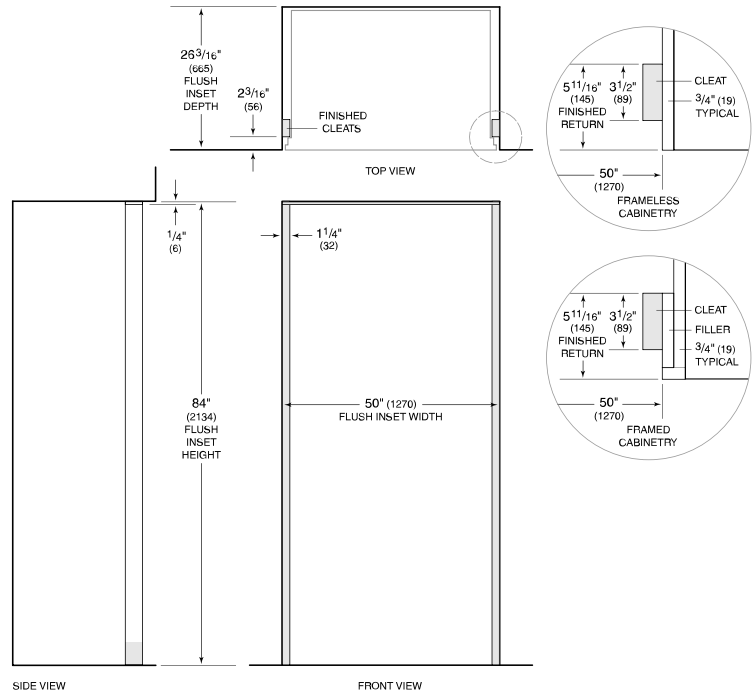 26 3/16"
(665)
FLUSH
INSET
DEPTH
2 3/16"
(56)
FINISHED
CLEATS
TOP VIEW
5 11/16"
(145)
FINISHED
RETURN
3 1/2"
(89)
CLEAT
3/4" (19)
TYPICAL
50"
(1270)
FRAMELESS
CABINETRY
1/4"
(6)
1 1/4"
(32)
5 11/16"
(145)
FINISHED
RETURN
3 1/2"
(89)
CLEAT
FILLER
3/4" (19)
TYPICAL
50"
(1270)
FRAMED
CABINETRY
84"
(2134)
FLUSH
INSET
HEIGHT
50" (1270)
FLUSH INSET WIDTH
SIDE VIEW
FRONT VIEW